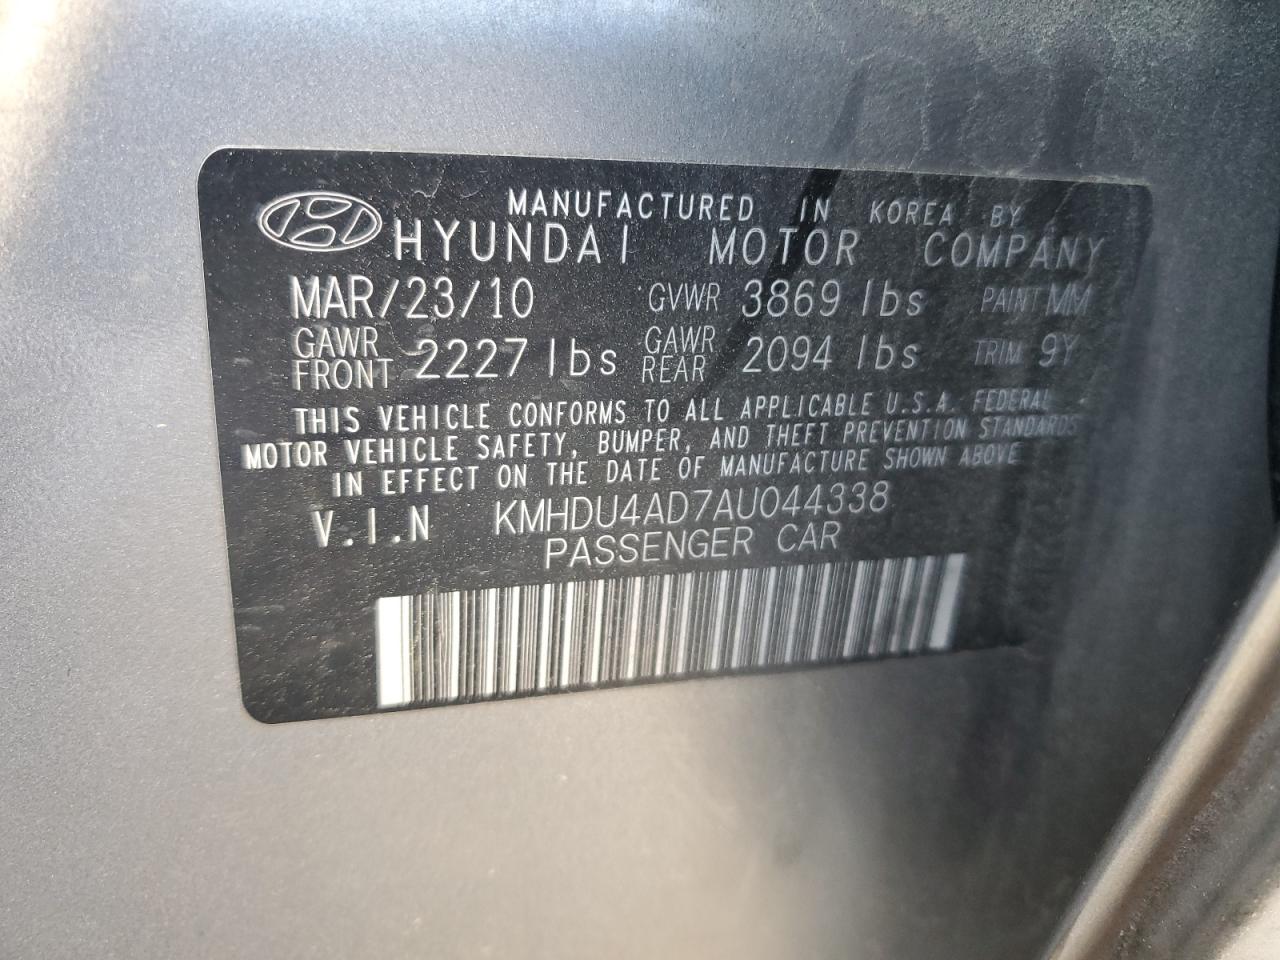 MANUFACTURED IN KOREA BY
HYUNDAI MOTOR COMPANY
MAR/23/10 GVWR 3869 lbs PAINT MM
GAWR FRONT 2227 lbs GAWR REAR 2094 lbs TRIM 9Y
THIS VEHICLE CONFORMS TO ALL APPLICABLE U.S.A. FEDERAL
MOTOR VEHICLE SAFETY, BUMPER, AND THEFT PREVENTION STANDARDS
IN EFFECT ON THE DATE OF MANUFACTURE SHOWN ABOVE
V.I.N KMHDU4AD7AU044338
PASSENGER CAR